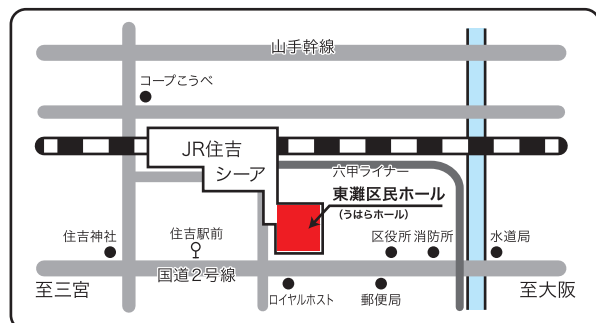 山手幹線
コープこうべ
JR住吉
シーア
六甲ライナー
東灘区民ホール
(うはらホール)
住吉神社
住吉駅前
区役所
消防所
水道局
国道2号線
至三宮
至大阪
ロイヤルホスト
郵便局